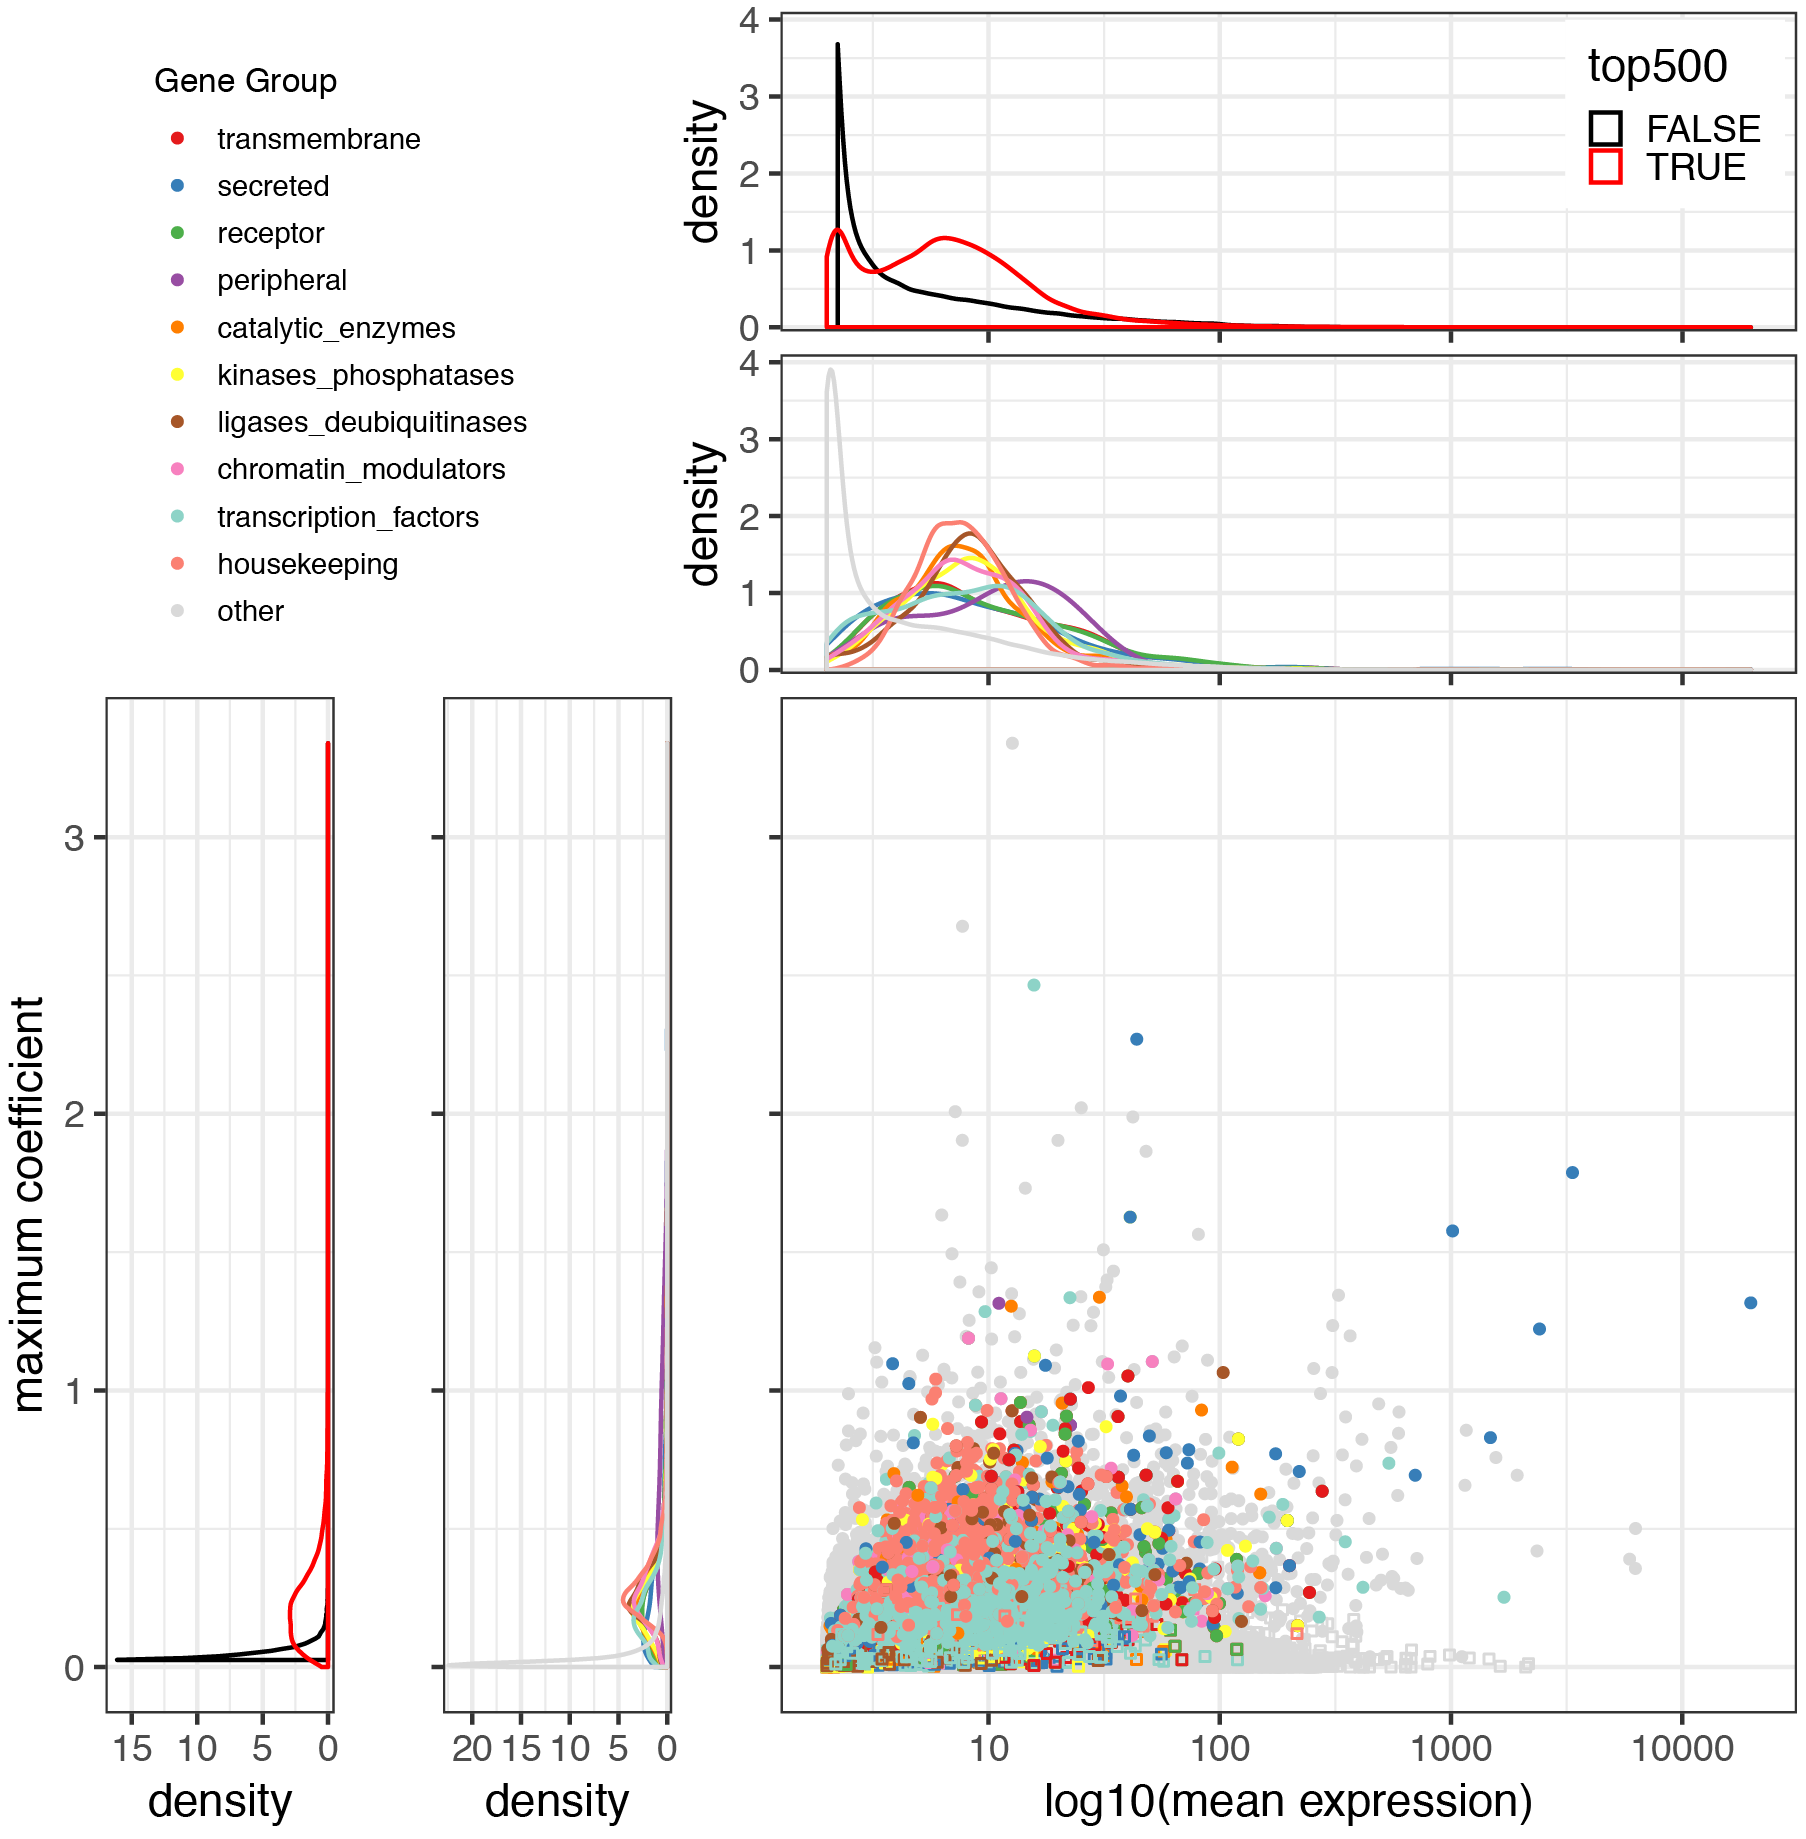 Gene Group
transmembrane
secreted
receptor
peripheral
catalytic_enzymes
kinases_phosphatases
ligases_deubiquitinases
chromatin_modulators
transcription_factors
housekeeping
other
4
3
2
1
0
density
top500
FALSE
TRUE
4
3
2
1
0
density
3
2
1
0
maximum coefficient
15 10 5 0
density
20 15 10 5 0
density
10 100 1000 10000
log10(mean expression)